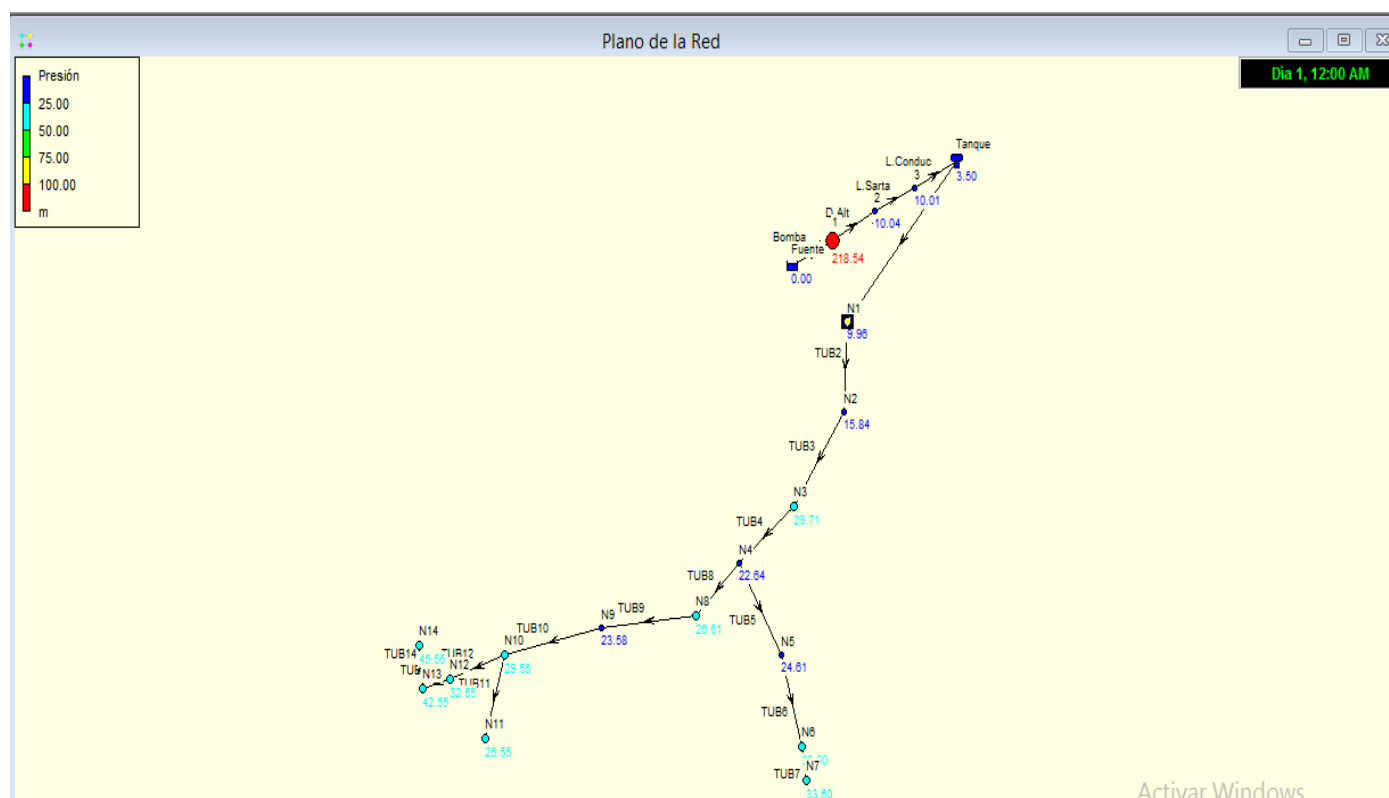 Plano de la Red
Día 1, 12:00 AM
Presión
25.00
50.00
75.00
100.00
m
Tanque
3.50
L.Conduc
3
10.01
L.Sarta
2
10.04
D_Alt
1
218.54
Bomba
Fuente
0.00
N1
9.96
TUB2
N2
15.84
TUB3
N3
29.71
TUB4
N4
22.64
TUB8
N8
26.61
TUB5
TUB9
N9
23.58
TUB10
N10
29.56
N5
24.61
N14
45.55
TUB14
TUB12
N12
32.55
N13
42.66
TUB11
N11
26.55
TUB6
N6
N7
TUB7
33.60
Activar Windows